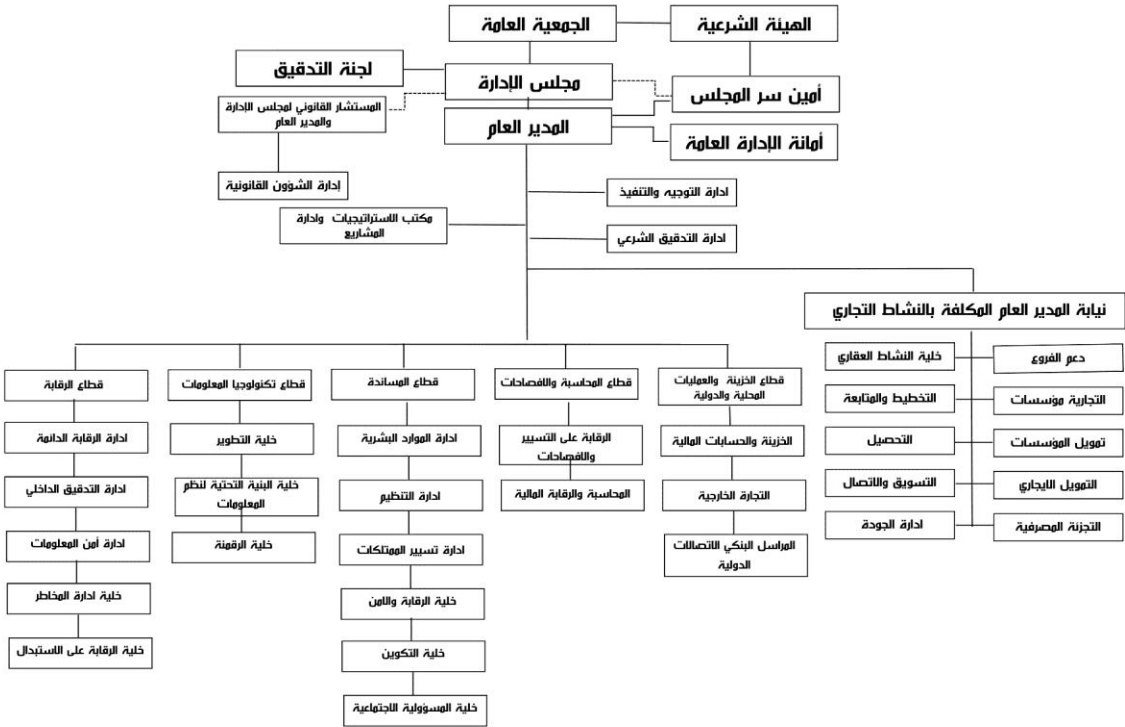 الهيئة الشرعية
الجمعية العامة
لجنة التدقيق
مجلس الإدارة
أمين سر المجلس
المستشار القانوني لمجلس الإدارة
والمدير العام
المدير العام
أمانة الإدارة العامة
إدارة الشؤون القانونية
ادارة التوجيه والتنفيذ
مكتب الاستراتيجيات وادارة
المشاريع
ادارة التدقيق الشرعي
نيابة المدير العام المكلفة بالنشاط التجاري
دعم الفروع
خلية النشاط العقاري
التجارية مؤسسات
التخطيط والمتابعة
تمويل المؤسسات
التحصيل
التمويل الايجاري
التسويق والاتصال
التجزئة المصرفية
ادارة الجودة
قطاع الخزينة والعمليات
المحلية والدولية
الخزينة والحسابات المالية
التجارة الخارجية
المراسل البنكي الاتصالات
الدولية
قطاع المحاسبة والافصاحات
الرقابة على التسيير
والافصاحات
المحاسبة والرقابة المالية
قطاع المساندة
ادارة الموارد البشرية
ادارة التنظيم
ادارة تسيير الممتلكات
خلية الرقابة والامن
خلية التكوين
خلية المسؤولية الاجتماعية
قطاع تكنولوجيا المعلومات
خلية التطوير
خلية البنية التحتية لنظم
المعلومات
خلية الرقمنة
قطاع الرقابة
ادارة الرقابة الدائمة
ادارة التدقيق الداخلي
ادارة أمن المعلومات
خلية ادارة المخاطر
خلية الرقابة على الاستبدال